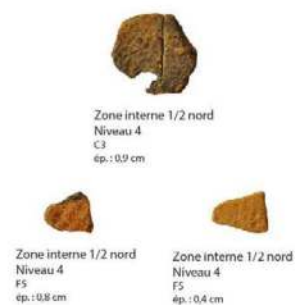 Zone interne 1/2 nord
Niveau 4
C3
ép. : 0,9 cm
Zone interne 1/2 nord
Niveau 4
F5
ép. : 0,8 cm
Zone interne 1/2 nord
Niveau 4
F5
ép. : 0,4 cm